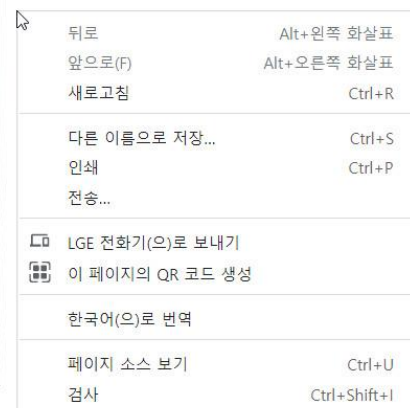 뒤로 Alt+왼쪽 화살표
앞으로(F) Alt+오른쪽 화살표
새로고침 Ctrl+R
다른 이름으로 저장... Ctrl+S
인쇄 Ctrl+P
전송...
LGE 전화기(으)로 보내기
이 페이지의 QR 코드 생성
한국어(으)로 번역
페이지 소스 보기 Ctrl+U
검사 Ctrl+Shift+I